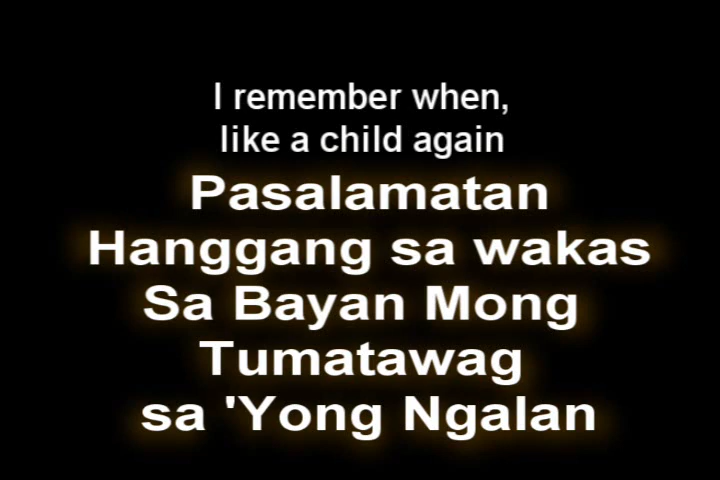 I remember when,
like a child again
Pasalamatan
Hanggang sa wakas
Sa Bayan Mong
Tumatawag
sa 'Yong Ngalan